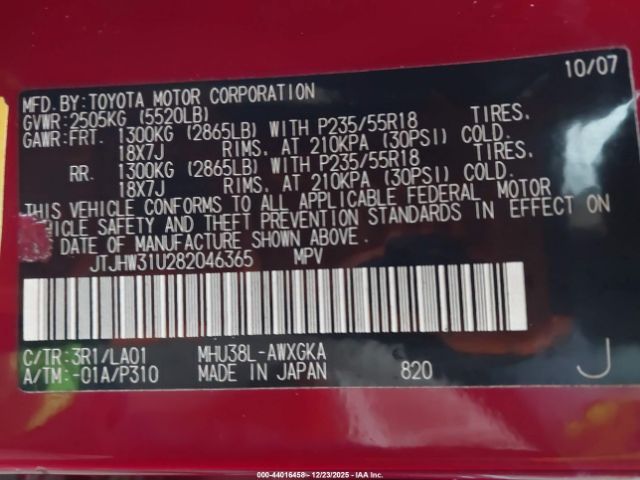 10/07
MFD.BY:TOYOTA MOTOR CORPORATION
GVWR:2505KG (5520LB)
GAWR:FRT. 1300KG (2865LB) WITH P235/55R18 TIRES,
18X7J RIMS, AT 210KPA (30PSI) COLD.
RR. 1300KG (2865LB) WITH P235/55R18 TIRES,
18X7J RIMS, AT 210KPA (30PSI) COLD.
THIS VEHICLE CONFORMS TO ALL APPLICABLE FEDERAL MOTOR
VEHICLE SAFETY AND THEFT PREVENTION STANDARDS IN EFFECT ON
DATE OF MANUFACTURE SHOWN ABOVE.
JTJHW31U282046365 MPV
C/TR:3R1/LA01 MHU38L-AWXGKA
A/TM:-01A/P310 MADE IN JAPAN 820 J
000-44016458 - 12/23/2025 - IAA Inc.